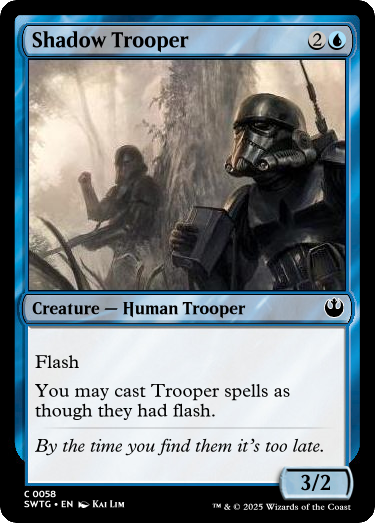 Shadow Trooper 2
Creature — Human Trooper
Flash
You may cast Trooper spells as
though they had flash.
By the time you find them it's too late.
3/2
C 0058
SWTG • EN Kai Lim
™ & © 2025 Wizards of the Coast